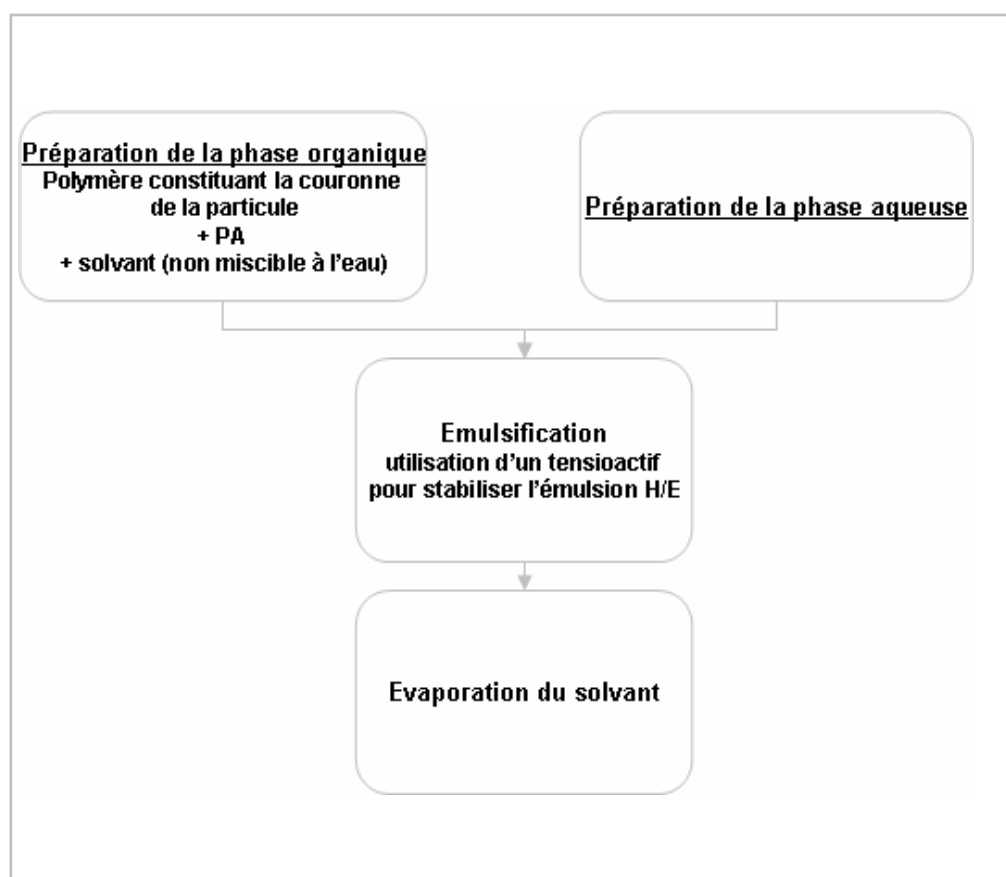 Préparation de la phase organique
Polymère constituant la couronne
de la particule
+ PA
+ solvant (non miscible à l'eau)
Préparation de la phase aqueuse
Emulsification
utilisation d'un tensioactif
pour stabiliser l'émulsion H/E
Evaporation du solvant